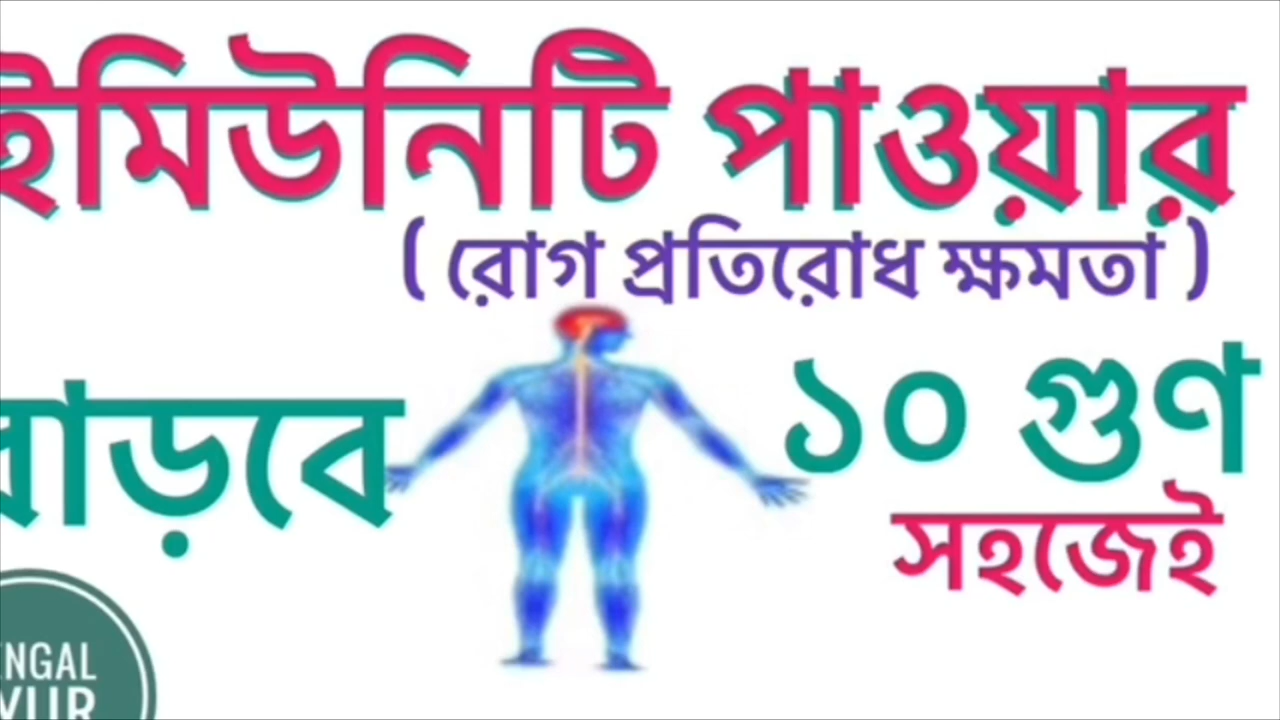 ইমিউনিটি পাওয়ার
( রোগ প্রতিরোধ ক্ষমতা )
বাড়বে ১০ গুণ
সহজেই